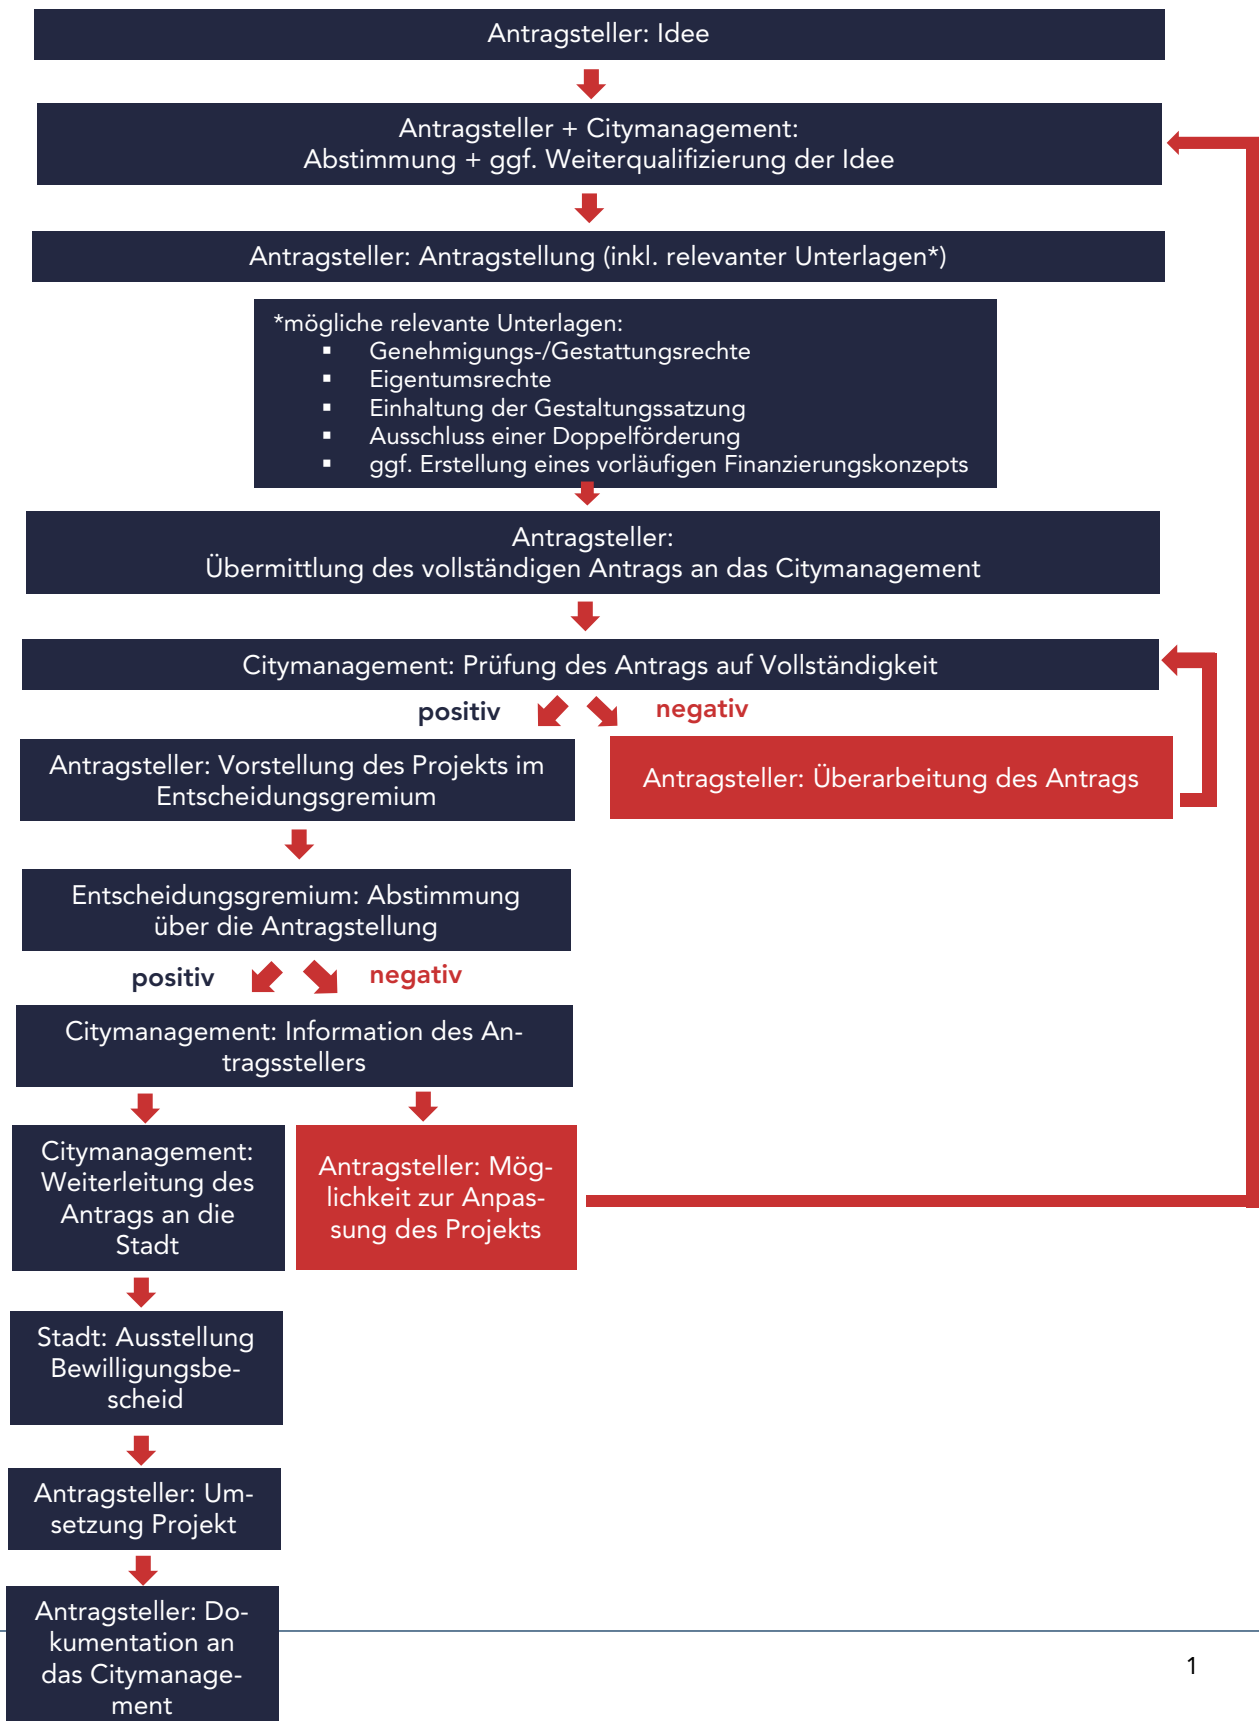 Antragsteller: Idee
Antragsteller + Citymanagement:
Abstimmung + ggf. Weiterqualifizierung der Idee
Antragsteller: Antragstellung (inkl. relevanter Unterlagen*)
*mögliche relevante Unterlagen:
▪ Genehmigungs-/Gestattungsrechte
▪ Eigentumsrechte
▪ Einhaltung der Gestaltungssatzung
▪ Ausschluss einer Doppelförderung
▪ ggf. Erstellung eines vorläufigen Finanzierungskonzepts
Antragsteller:
Übermittlung des vollständigen Antrags an das Citymanagement
Citymanagement: Prüfung des Antrags auf Vollständigkeit
positiv
negativ
Antragsteller: Vorstellung des Projekts im
Entscheidungsgremium
Antragsteller: Überarbeitung des Antrags
Entscheidungsgremium: Abstimmung
über die Antragstellung
positiv
negativ
Citymanagement: Information des An-
tragsstellers
Citymanagement:
Weiterleitung des
Antrags an die
Stadt
Antragsteller: Mög-
lichkeit zur Anpas-
sung des Projekts
Stadt: Ausstellung
Bewilligungsbe-
scheid
Antragsteller: Um-
setzung Projekt
Antragsteller: Do-
kumentation an
das Citymanage-
ment
1